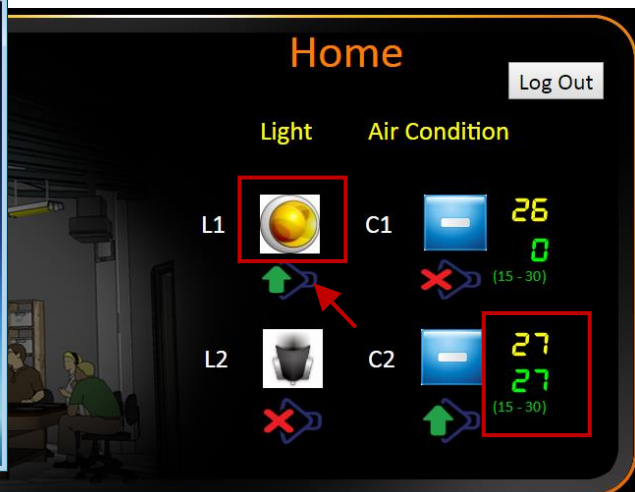 Home
Log Out
Light Air Condition
L1 C1 26
0
(15 - 30)
L2 C2 27
27
(15 - 30)